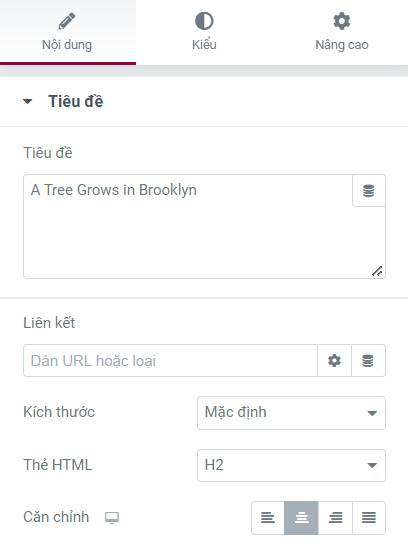 Nội dung
Kiểu
Nâng cao
Tiêu đề
Tiêu đề
A Tree Grows in Brooklyn
Liên kết
Dán URL hoặc loại
Kích thước
Mặc định
Thẻ HTML
H2
Căn chỉnh